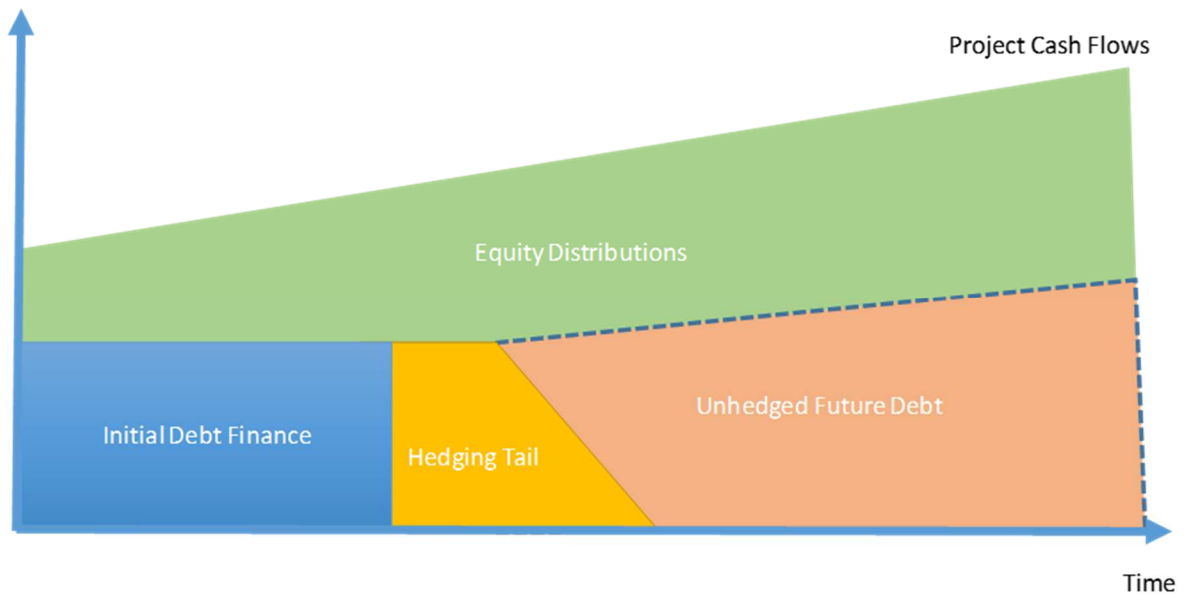 Project Cash Flows
Equity Distributions
Unhedged Future Debt
Initial Debt Finance
Hedging Tail
Time